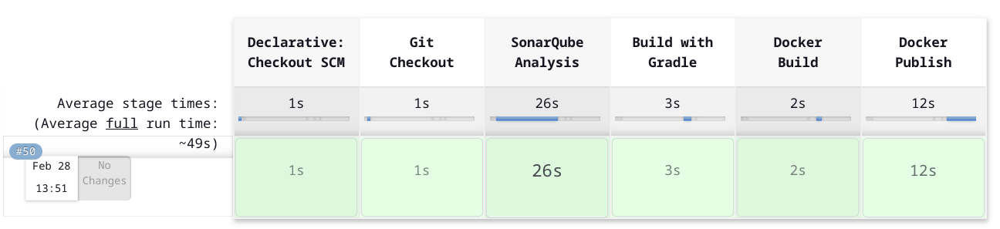 Declarative:
Checkout SCM
Git
Checkout
SonarQube
Analysis
Build with
Gradle
Docker
Build
Docker
Publish
Average stage times:
(Average full run time:
~49s)
1s
1s
26s
3s
2s
12s
#50
Feb 28
13:51
No
Changes
1s
1s
26s
3s
2s
12s